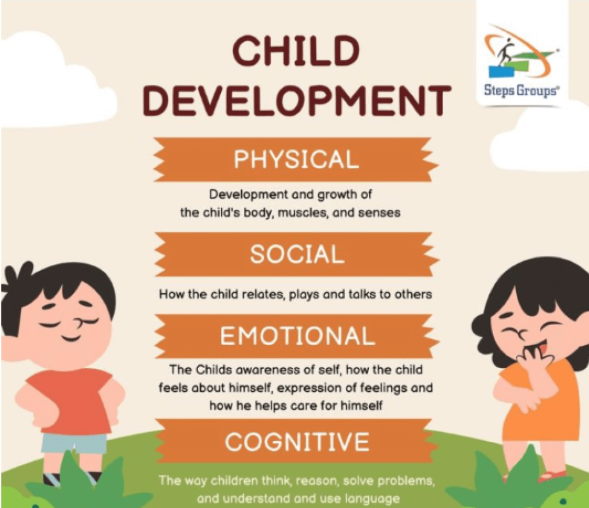 CHILD
DEVELOPMENT
Steps Groups®
PHYSICAL
Development and growth of
the child's body, muscles, and senses
SOCIAL
How the child relates, plays and talks to others
EMOTIONAL
The Childs awareness of self, how the child
feels about himself, expression of feelings and
how he helps care for himself
COGNITIVE
The way children think, reason, solve problems,
and understand and use language